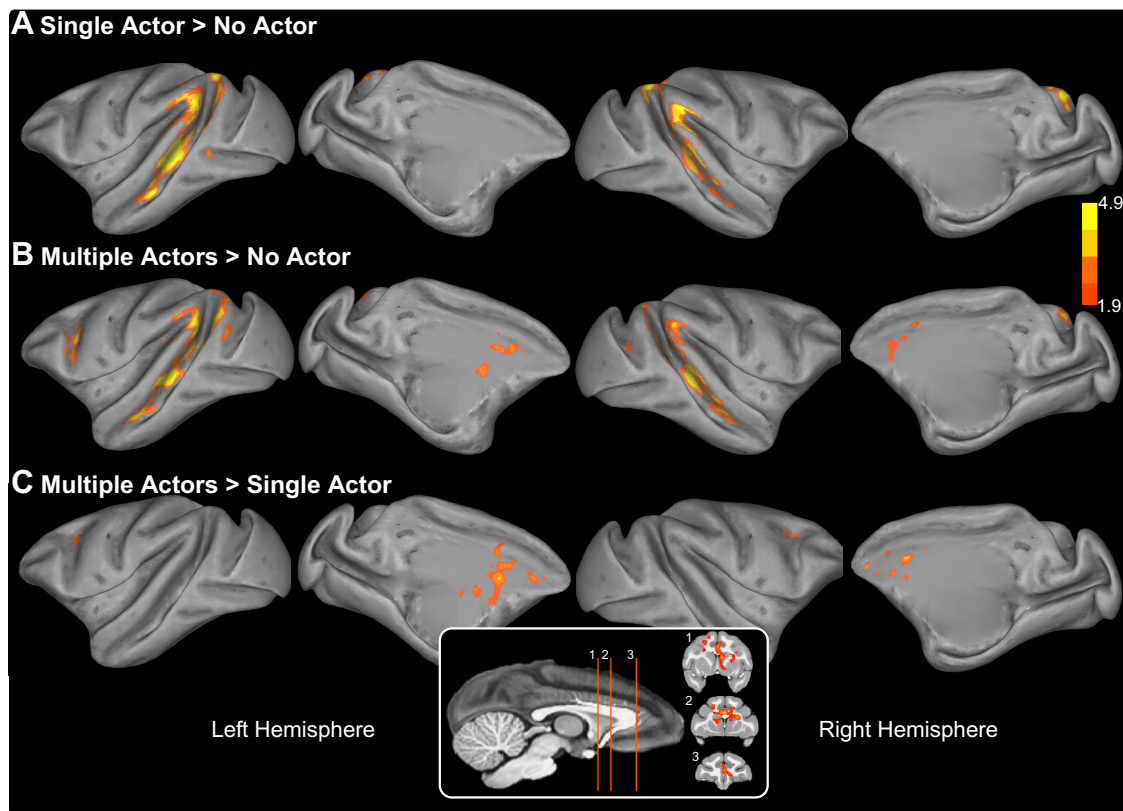 A Single Actor > No Actor
4.9
B Multiple Actors > No Actor
1.9
C Multiple Actors > Single Actor
1 2 3
1
2
3
Left Hemisphere
Right Hemisphere